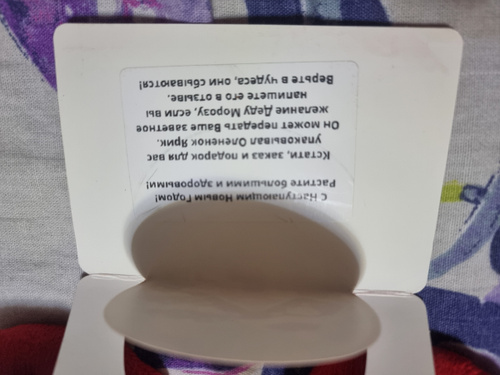 С Наступающим Новым Годом!
Растите большими и здоровыми!
Кстати, заказ и подарок для вас
упаковывал Олененок Ярик.
Он может передать Ваше заветное
желание Деду Морозу, если вы
напишете его в отзыве.
Верьте в чудеса, они сбываются!